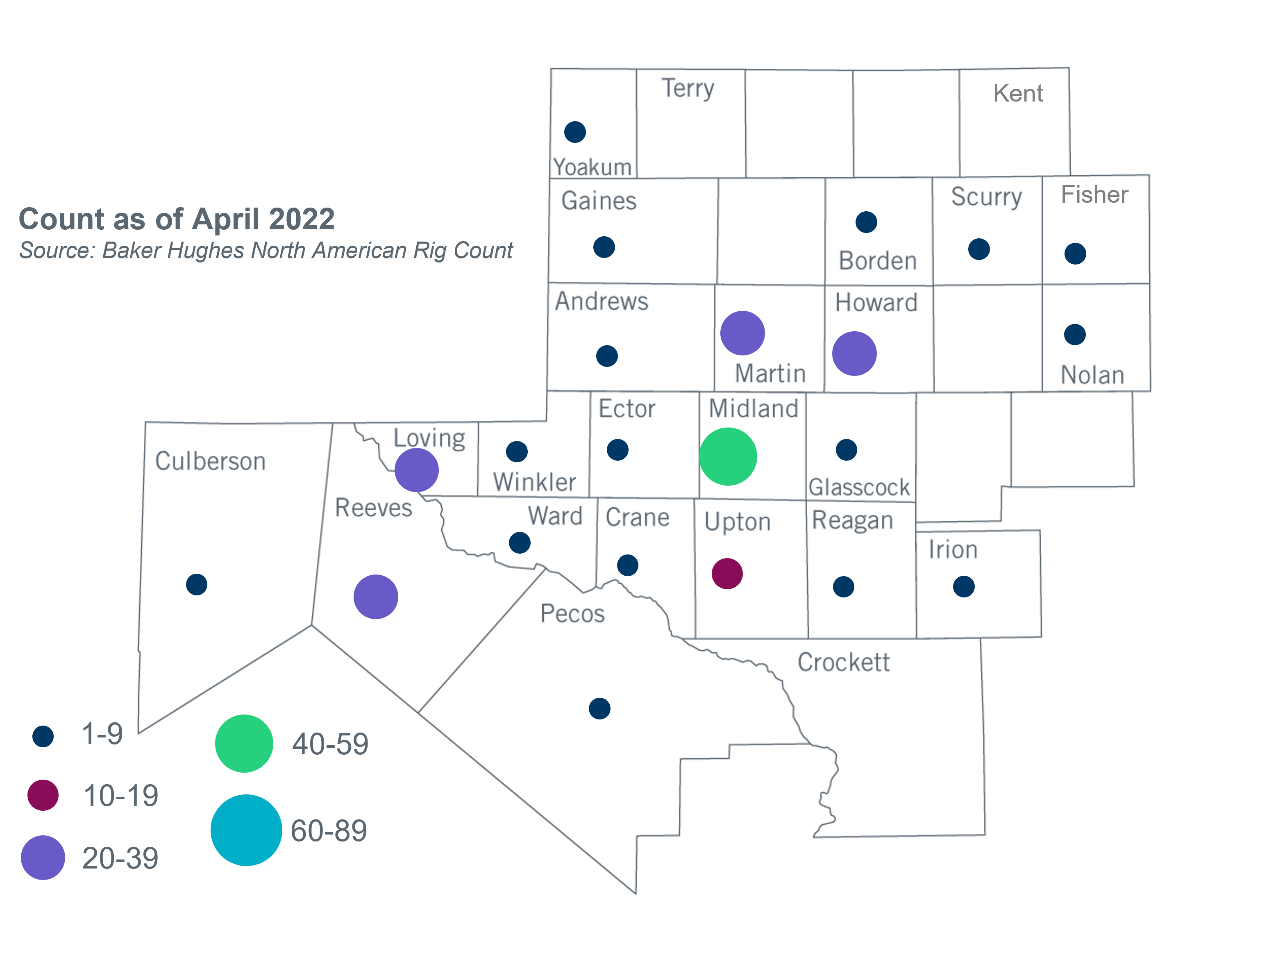 Terry
Kent
Yoakum
Gaines
Scurry
Fisher
Count as of April 2022
Source: Baker Hughes North American Rig Count
Borden
Andrews
Howard
Martin
Nolan
Ector
Midland
Loving
Culberson
Winkler
Glasscock
Reeves
Ward
Crane
Upton
Reagan
Irion
Pecos
Crockett
1-9
40-59
10-19
60-89
20-39